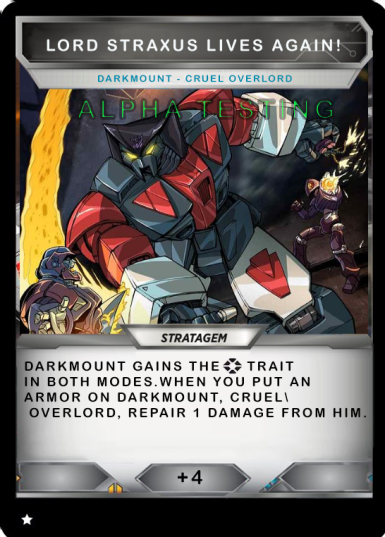 LORD STRAXUS LIVES AGAIN!
DARKMOUNT - CRUEL OVERLORD
ALPHA TESTING
STRATAGEM
DARKMOUNT GAINS THE TRAIT
IN BOTH MODES.WHEN YOU PUT AN
ARMOR ON DARKMOUNT, CRUEL\
OVERLORD, REPAIR 1 DAMAGE FROM HIM.
+4